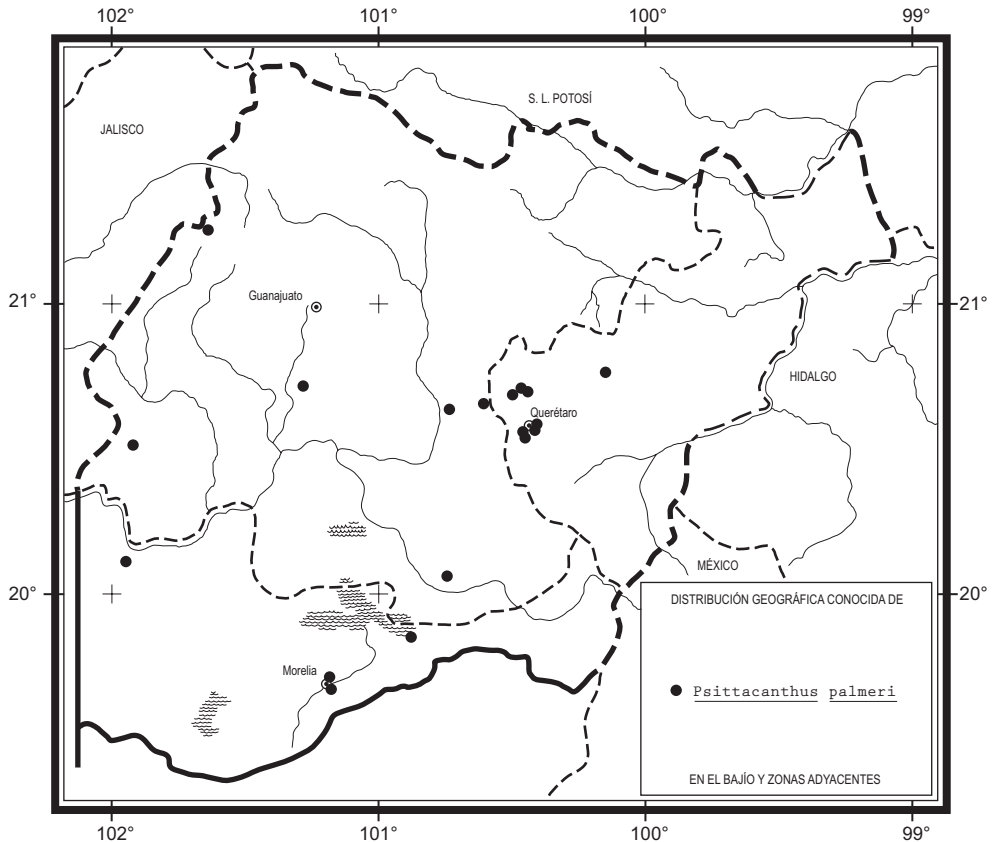 102° 101° 100° 99°
S. L. POTOSÍ
JALISCO
Guanajuato
21° 21°
HIDALGO
Querétaro
MÉXICO
20° 20°
DISTRIBUCIÓN GEOGRÁFICA CONOCIDA DE
Morelia
Psittacanthus palmeri
EN EL BAJÍO Y ZONAS ADYACENTES
102° 101° 100° 99°